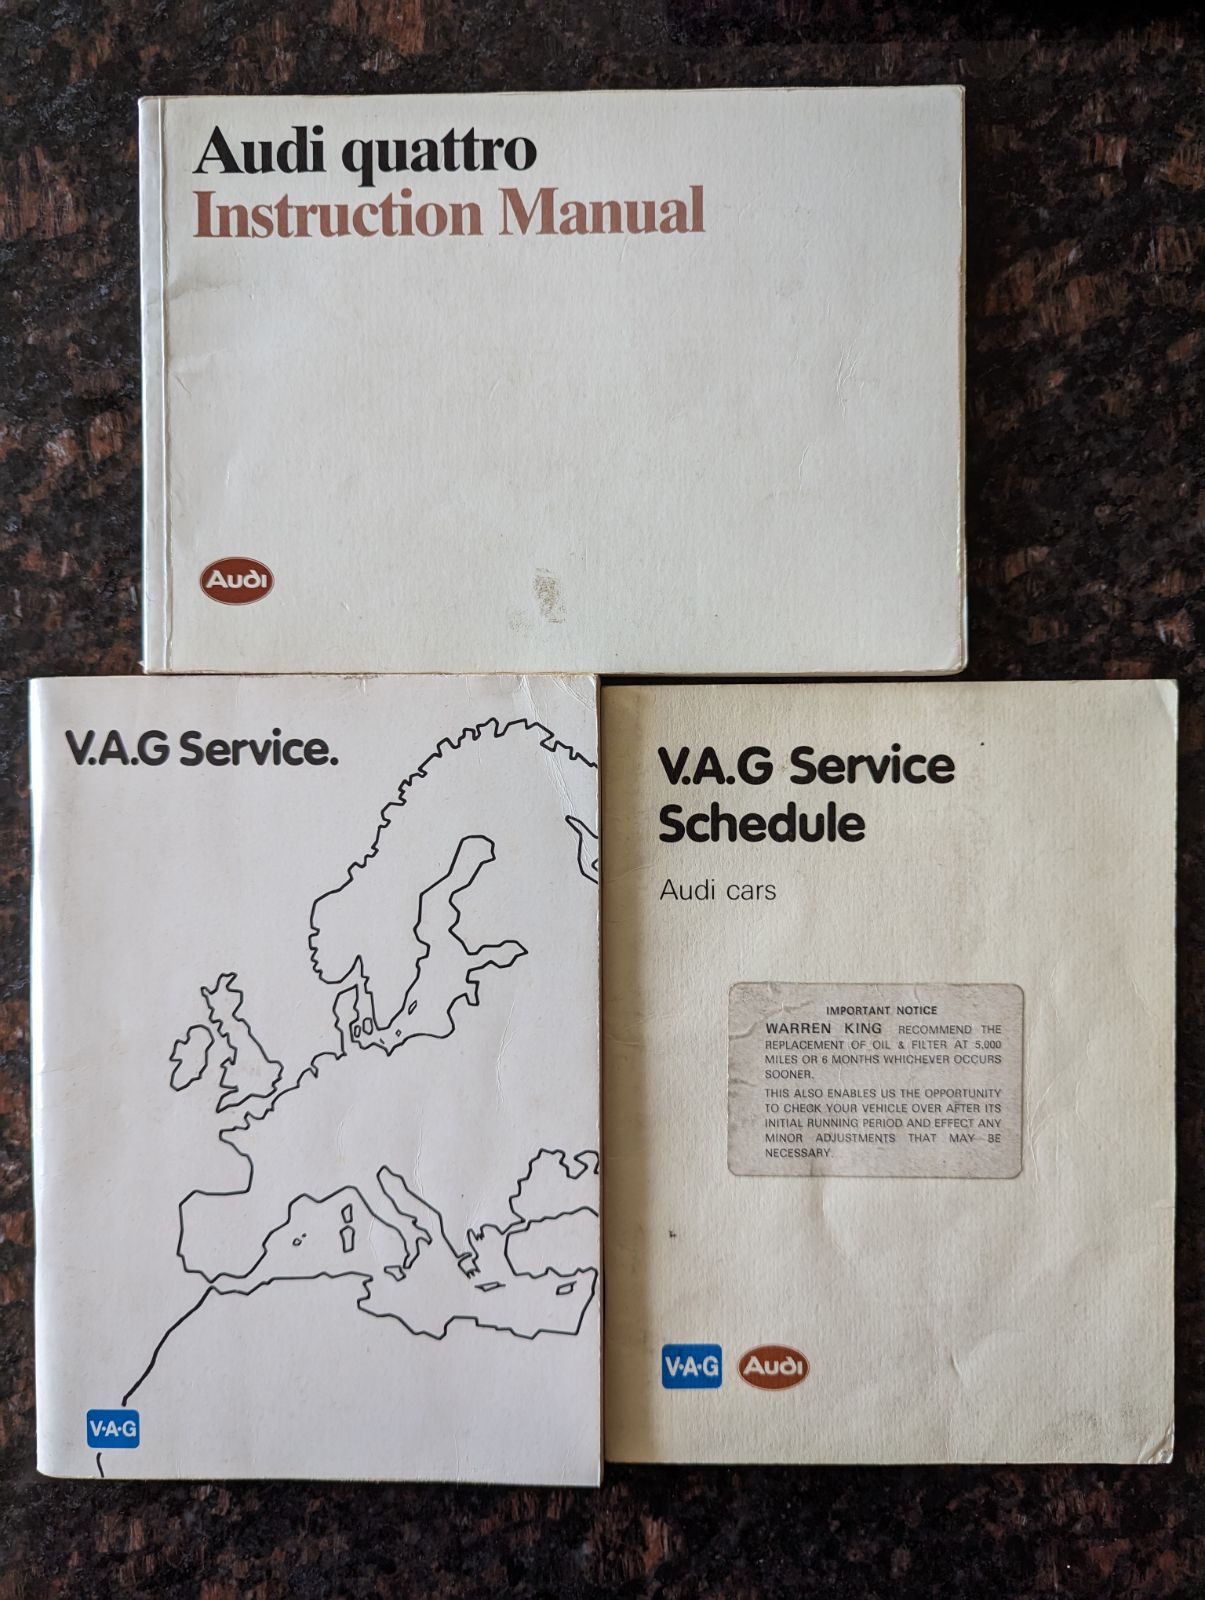 Audi quattro
Instruction Manual
Audi
V.A.G Service.
V·A·G
V.A.G Service
Schedule
Audi cars
IMPORTANT NOTICE
WARREN KING RECOMMEND THE
REPLACEMENT OF OIL & FILTER AT 5,000
MILES OR 6 MONTHS WHICHEVER OCCURS
SOONER.
THIS ALSO ENABLES US THE OPPORTUNITY
TO CHECK YOUR VEHICLE OVER AFTER ITS
INITIAL RUNNING PERIOD AND EFFECT ANY
MINOR ADJUSTMENTS THAT MAY BE
NECESSARY.
V·A·G Audi